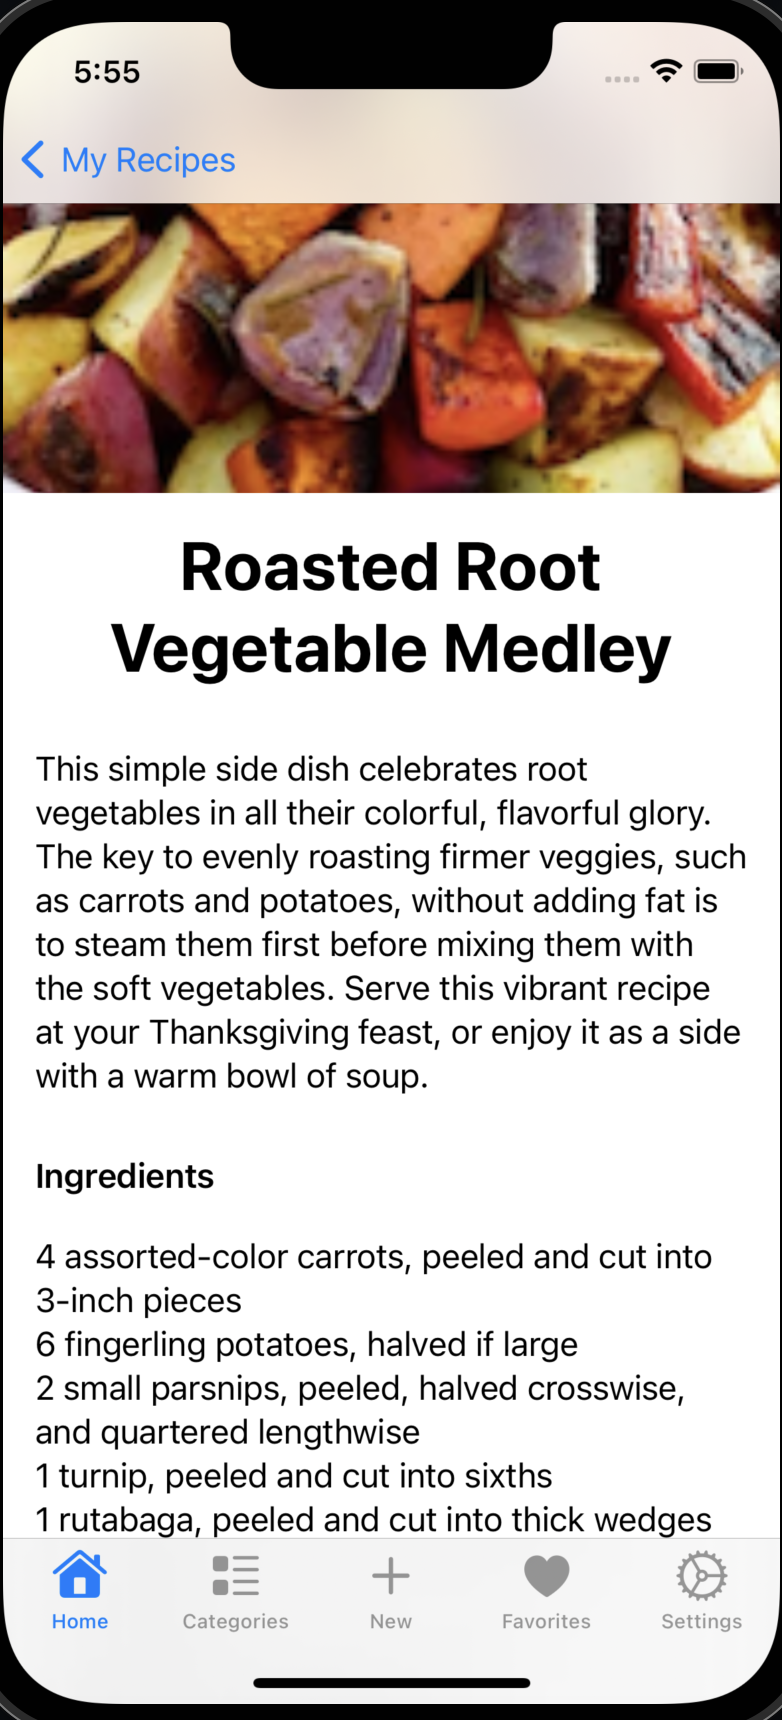 5:55
My Recipes
Roasted Root
Vegetable Medley
This simple side dish celebrates root
vegetables in all their colorful, flavorful glory.
The key to evenly roasting firmer veggies, such
as carrots and potatoes, without adding fat is
to steam them first before mixing them with
the soft vegetables. Serve this vibrant recipe
at your Thanksgiving feast, or enjoy it as a side
with a warm bowl of soup.
Ingredients
4 assorted-color carrots, peeled and cut into
3-inch pieces
6 fingerling potatoes, halved if large
2 small parsnips, peeled, halved crosswise,
and quartered lengthwise
1 turnip, peeled and cut into sixths
1 rutabaga, peeled and cut into thick wedges
Home Categories New Favorites Settings